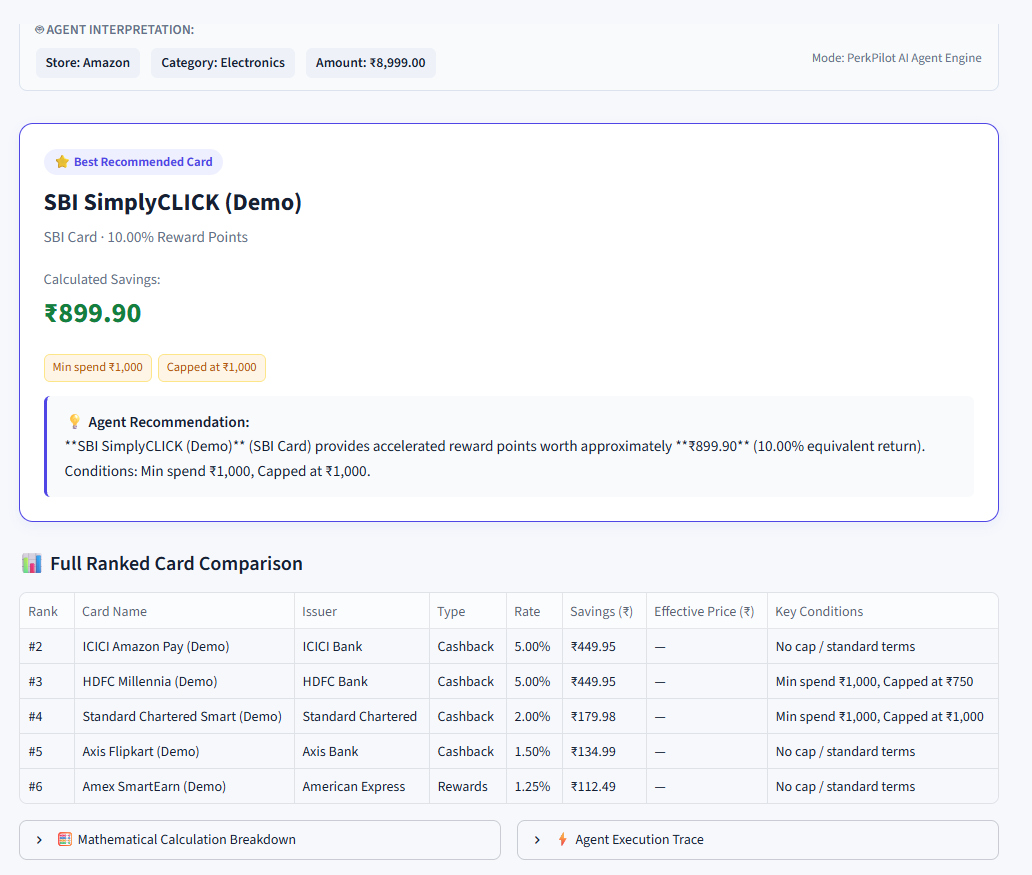 AGENT INTERPRETATION:
Store: Amazon Category: Electronics Amount: ₹8,999.00 Mode: PerkPilot AI Agent Engine
Best Recommended Card
SBI SimplyCLICK (Demo)
SBI Card · 10.00% Reward Points
Calculated Savings:
₹899.90
Min spend ₹1,000 Capped at ₹1,000
Agent Recommendation:
**SBI SimplyCLICK (Demo)** (SBI Card) provides accelerated reward points worth approximately **₹899.90** (10.00% equivalent return).
Conditions: Min spend ₹1,000, Capped at ₹1,000.
Full Ranked Card Comparison
Rank Card Name Issuer Type Rate Savings (₹) Effective Price (₹) Key Conditions
#2 ICICI Amazon Pay (Demo) ICICI Bank Cashback 5.00% ₹449.95 — No cap / standard terms
#3 HDFC Millennia (Demo) HDFC Bank Cashback 5.00% ₹449.95 — Min spend ₹1,000, Capped at ₹750
#4 Standard Chartered Smart (Demo) Standard Chartered Cashback 2.00% ₹179.98 — Min spend ₹1,000, Capped at ₹1,000
#5 Axis Flipkart (Demo) Axis Bank Cashback 1.50% ₹134.99 — No cap / standard terms
#6 Amex SmartEarn (Demo) American Express Rewards 1.25% ₹112.49 — No cap / standard terms
Mathematical Calculation Breakdown Agent Execution Trace